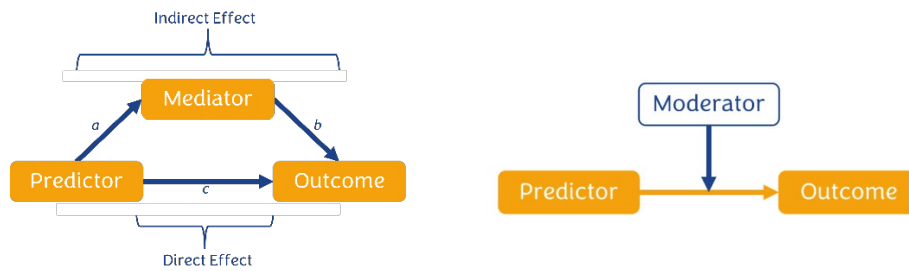 Indirect Effect
Mediator
a
b
Predictor
c
Outcome
Direct Effect
Moderator
Predictor
Outcome